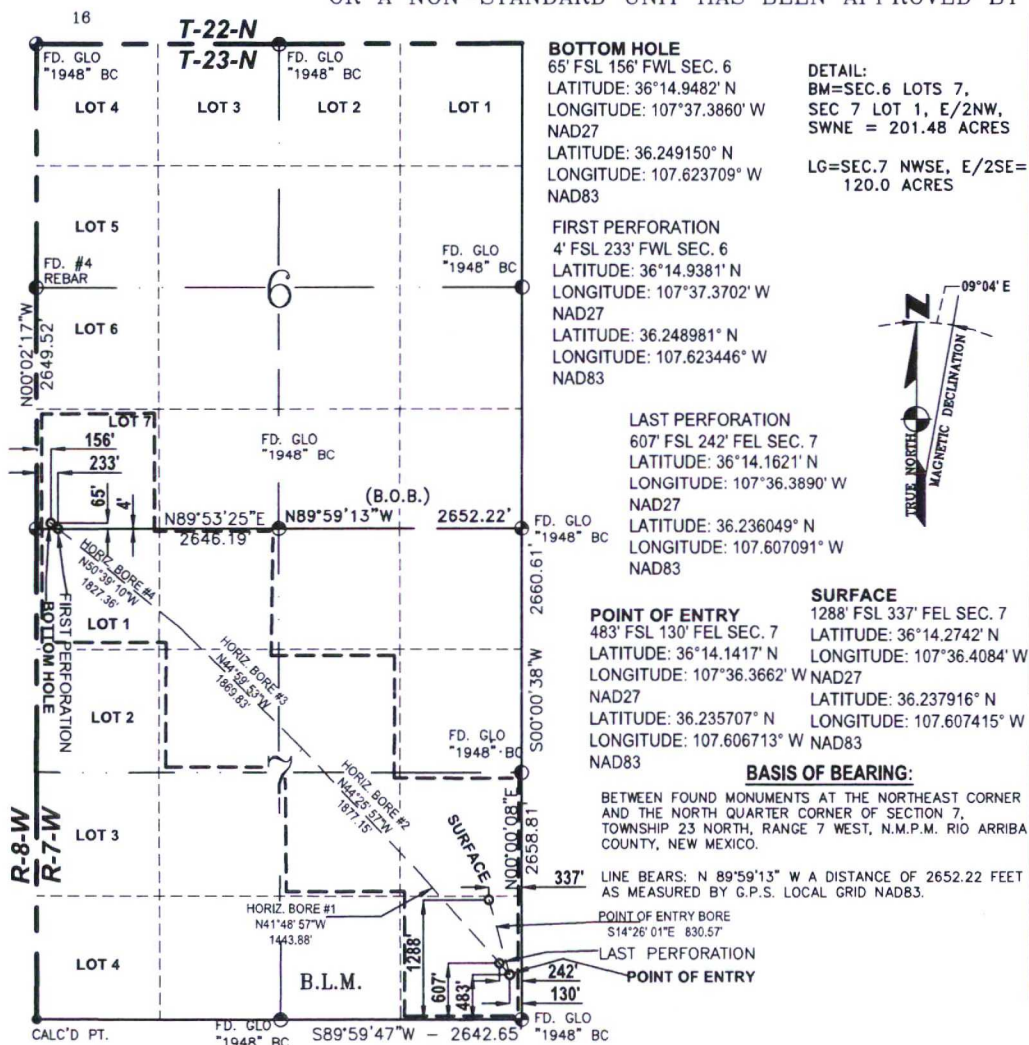 OR A NON-STANDARD UNIT HAS BEEN APPROVED BY
16
T-22-N
T-23-N
FD. GLO
"1948" BC
FD. GLO
"1948" BC
LOT 4
LOT 3
LOT 2
LOT 1
LOT 5
FD. #4
REBAR
6
FD. GLO
"1948" BC
LOT 6
N00°02'17"W
2649.52'
LOT 7
156'
233'
65'
4'
FD. GLO
"1948" BC
(B.O.B.)
N89°53'25"E
2646.19
N89°59'13"W
2652.22'
FD. GLO
"1948" BC
HORIZ. BORE #4
N50°39'10"W
1827.36'
FIRST PERFORATION
BOTTOM HOLE
LOT 1
2660.61'
S00°00'38"W
HORIZ. BORE #3
N44°59'53"W
1869.83'
LOT 2
FD. GLO
"1948" BC
7
HORIZ. BORE #2
N44°25'57"W
1877.15'
LOT 3
R-8-W
R-7-W
SURFACE
N00°00'08"E
2658.81'
337'
HORIZ. BORE #1
N41°48'57"W
1443.88'
1288'
607'
483'
POINT OF ENTRY BORE
S14°26'01"E 830.57'
LAST PERFORATION
POINT OF ENTRY
242'
130'
LOT 4
B.L.M.
CALC'D PT.
FD. GLO
"1948" BC
S89°59'47"W - 2642.65'
FD. GLO
"1948" BC
BOTTOM HOLE
65' FSL 156' FWL SEC. 6
LATITUDE: 36°14.9482' N
LONGITUDE: 107°37.3860' W
NAD27
LATITUDE: 36.249150° N
LONGITUDE: 107.623709° W
NAD83
DETAIL:
BM=SEC.6 LOTS 7,
SEC 7 LOT 1, E/2NW,
SWNE = 201.48 ACRES
LG=SEC.7 NWSE, E/2SE=
120.0 ACRES
FIRST PERFORATION
4' FSL 233' FWL SEC. 6
LATITUDE: 36°14.9381' N
LONGITUDE: 107°37.3702' W
NAD27
LATITUDE: 36.248981° N
LONGITUDE: 107.623446° W
NAD83
09°04' E
N
TRUE NORTH
MAGNETIC DECLINATION
LAST PERFORATION
607' FSL 242' FEL SEC. 7
LATITUDE: 36°14.1621' N
LONGITUDE: 107°36.3890' W
NAD27
LATITUDE: 36.236049° N
LONGITUDE: 107.607091° W
NAD83
POINT OF ENTRY
483' FSL 130' FEL SEC. 7
LATITUDE: 36°14.1417' N
LONGITUDE: 107°36.3662' W
NAD27
LATITUDE: 36.235707° N
LONGITUDE: 107.606713° W
NAD83
SURFACE
1288' FSL 337' FEL SEC. 7
LATITUDE: 36°14.2742' N
LONGITUDE: 107°36.4084' W
NAD27
LATITUDE: 36.237916° N
LONGITUDE: 107.607415° W
NAD83
BASIS OF BEARING:
BETWEEN FOUND MONUMENTS AT THE NORTHEAST CORNER
AND THE NORTH QUARTER CORNER OF SECTION 7,
TOWNSHIP 23 NORTH, RANGE 7 WEST, N.M.P.M. RIO ARRIBA
COUNTY, NEW MEXICO.
LINE BEARS: N 89°59'13" W A DISTANCE OF 2652.22 FEET
AS MEASURED BY G.P.S. LOCAL GRID NAD83.